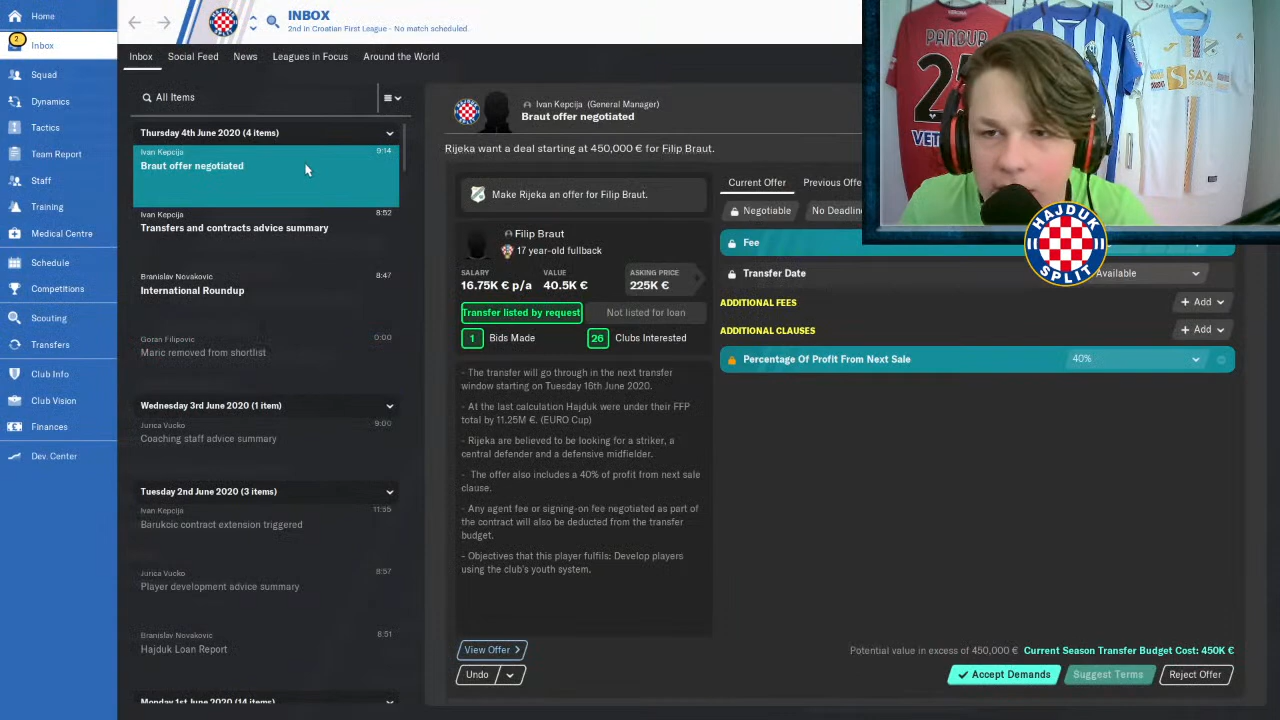 Home
2
Inbox
Squad
Dynamics
Tactics
Team Report
Staff
Training
Medical Centre
Schedule
Competitions
Scouting
Transfers
Club Info
Club Vision
Finances
Dev. Center
HAJDUK
SPLIT
INBOX
2nd in Croatian First League - No match scheduled
Inbox
Social Feed
News
Leagues in Focus
Around the World
All Items
Thursday 4th June 2020 (4 items)
Ivan Kepcija 9:14
Braut offer negotiated
Ivan Kepcija 8:52
Transfers and contracts advice summary
Branislav Novakovic 8:47
International Roundup
Goran Filipovic 0:00
Maric removed from shortlist
Wednesday 3rd June 2020 (1 item)
Jurica Vucko 9:00
Coaching staff advice summary
Tuesday 2nd June 2020 (3 items)
Ivan Kepcija 11:55
Barukcic contract extension triggered
Jurica Vucko 8:57
Player development advice summary
Branislav Novakovic 8:51
Hajduk Loan Report
Monday 1st June 2020 (14 items)
Ivan Kepcija (General Manager)
Braut offer negotiated
Rijeka want a deal starting at 450,000 € for Filip Braut.
Make Rijeka an offer for Filip Braut.
Filip Braut
17 year-old fullback
SALARY
16.75K € p/a
VALUE
40.5K €
ASKING PRICE
225K €
Transfer listed by request
Not listed for loan
1 Bids Made
26 Clubs Interested
- The transfer will go through in the next transfer
window starting on Tuesday 16th June 2020.
- At the last calculation Hajduk were under their FFP
total by 11.25M €. (EURO Cup)
- Rijeka are believed to be looking for a striker, a
central defender and a defensive midfielder.
- The offer also includes a 40% of profit from next sale
clause.
- Any agent fee or signing-on fee negotiated as part of
the contract will also be deducted from the transfer
budget.
- Objectives that this player fulfils: Develop players
using the club's youth system.
View Offer
Undo
Current Offer
Previous Offe
Negotiable
No Deadlin
Fee
Transfer Date
Available
ADDITIONAL FEES
+ Add
ADDITIONAL CLAUSES
+ Add
Percentage Of Profit From Next Sale
40%
Potential value in excess of 450,000 € Current Season Transfer Budget Cost: 450K €
Accept Demands
Suggest Terms
Reject Offer
PANDUR
25
VET
SAVA
HAJDUK
SPLIT